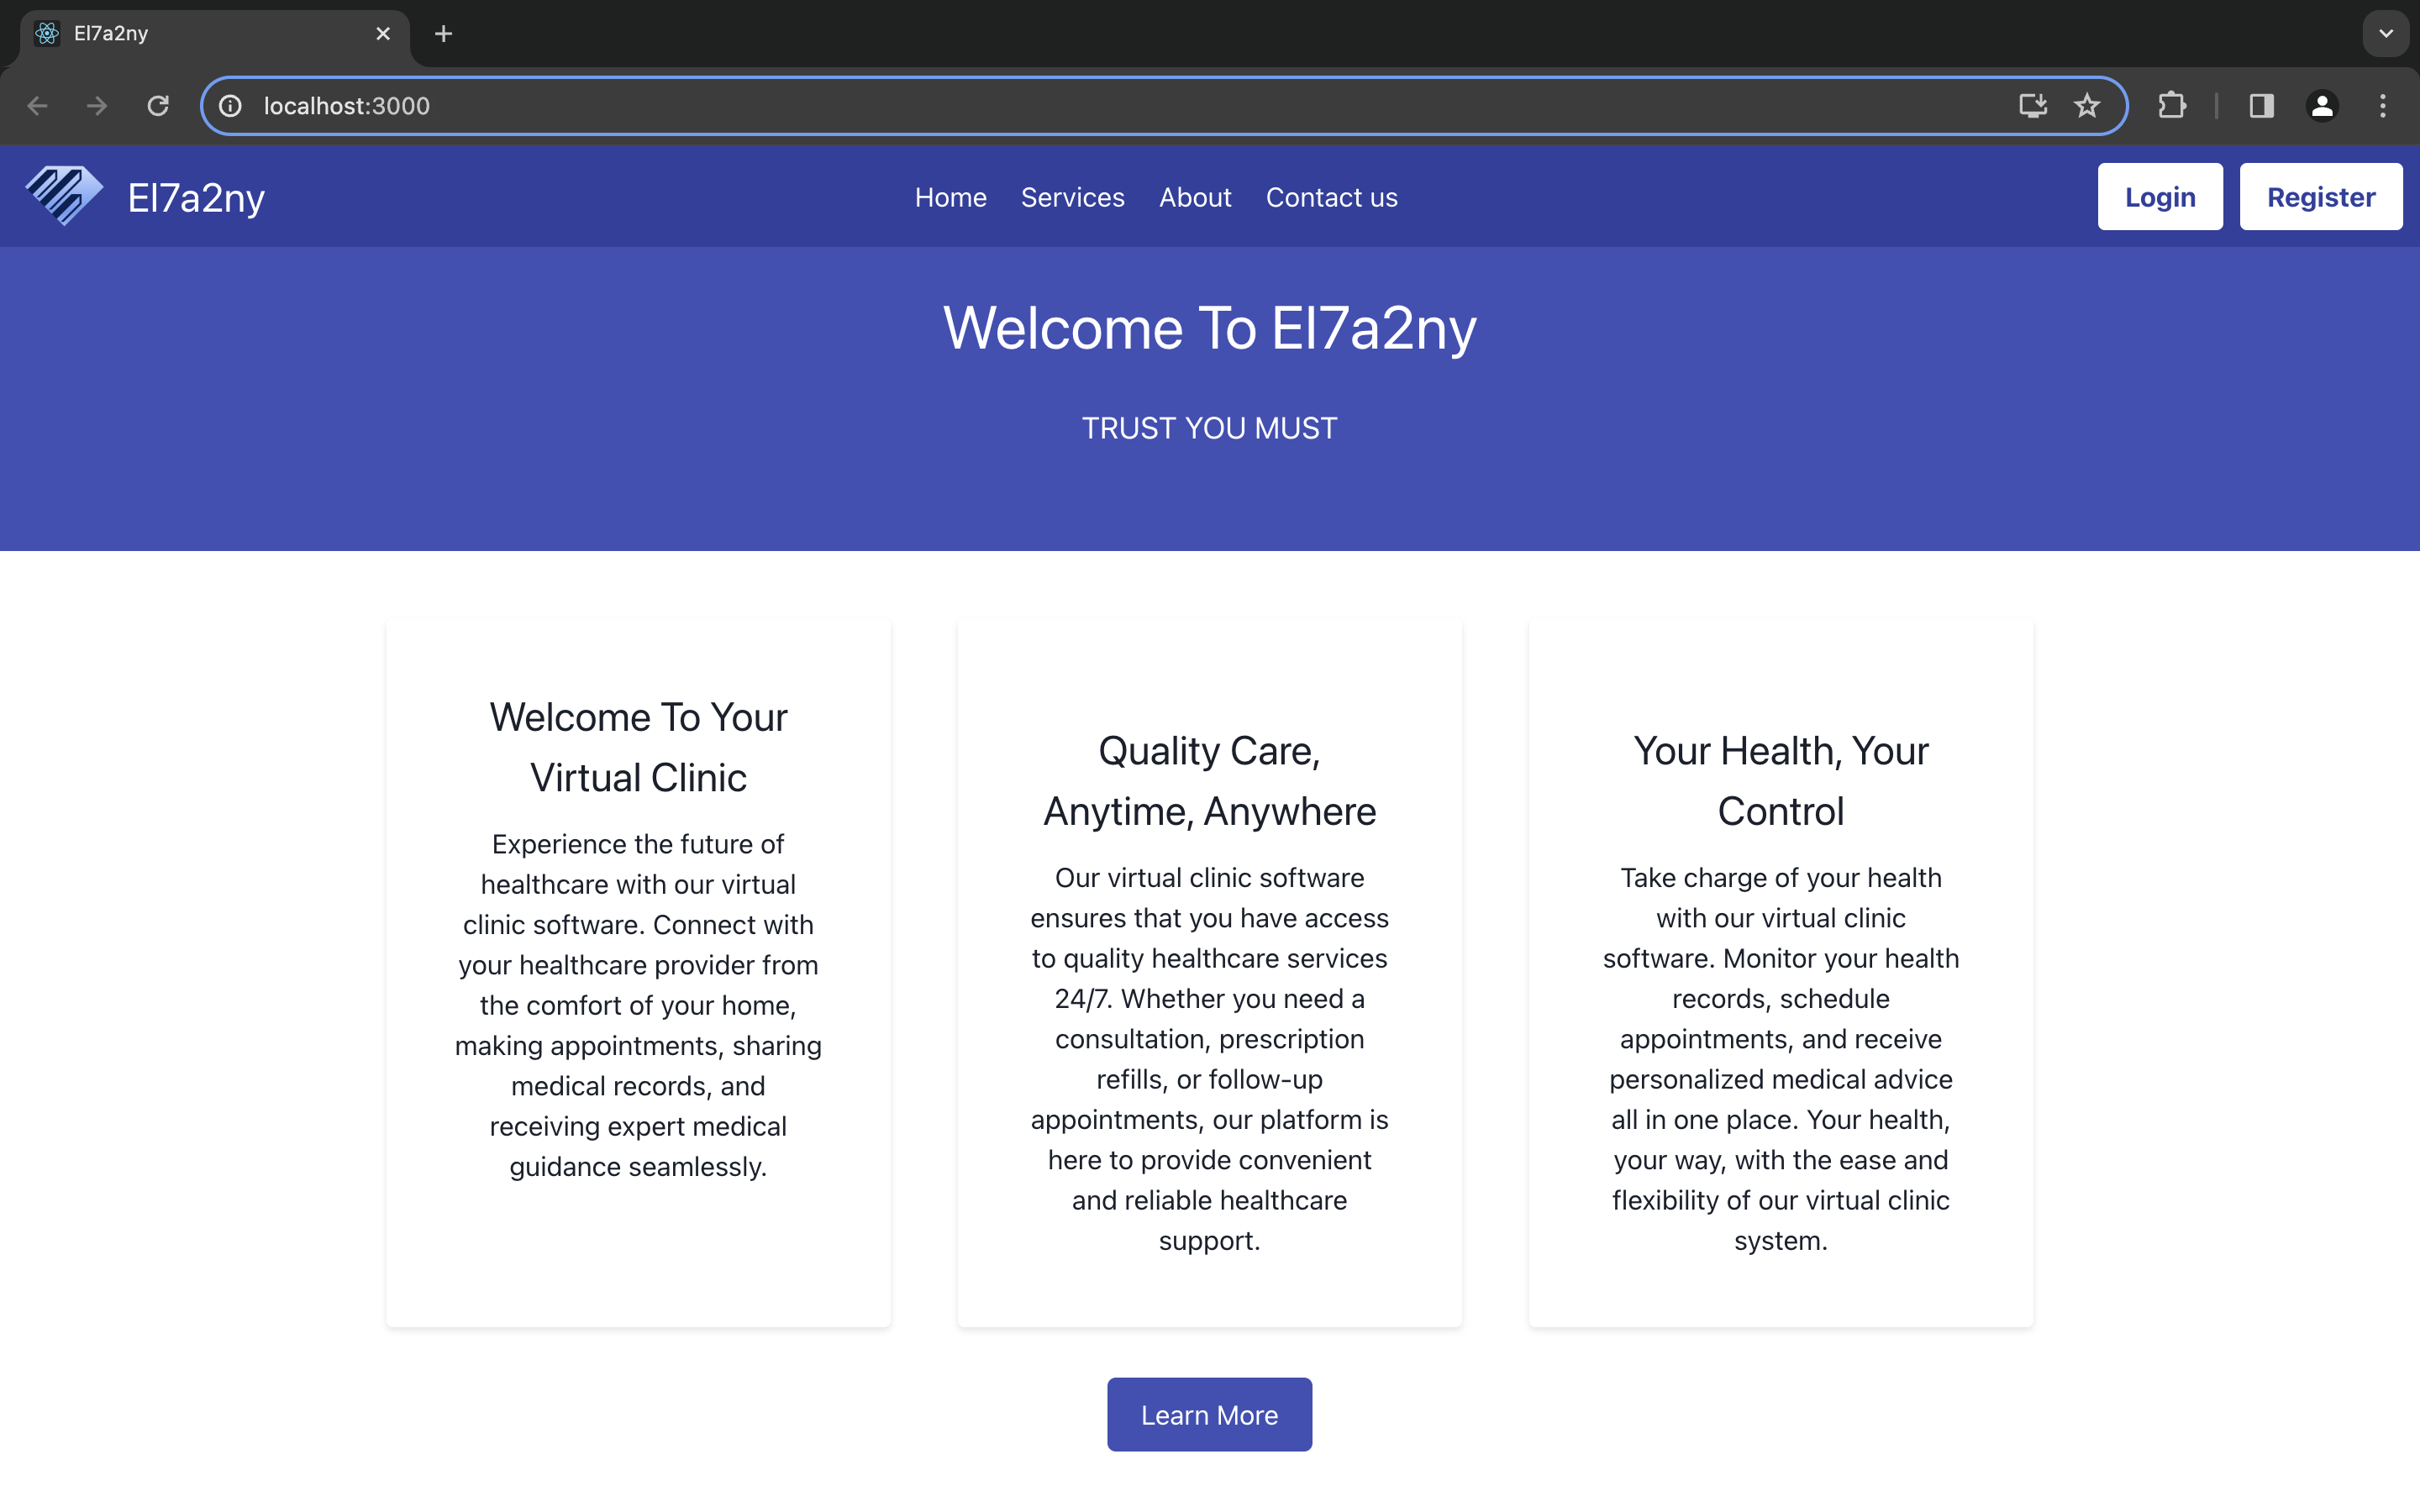 El7a2ny
localhost:3000
El7a2ny
Home Services About Contact us
Login Register
Welcome To El7a2ny
TRUST YOU MUST
Welcome To Your
Virtual Clinic
Experience the future of
healthcare with our virtual
clinic software. Connect with
your healthcare provider from
the comfort of your home,
making appointments, sharing
medical records, and
receiving expert medical
guidance seamlessly.
Quality Care,
Anytime, Anywhere
Our virtual clinic software
ensures that you have access
to quality healthcare services
24/7. Whether you need a
consultation, prescription
refills, or follow-up
appointments, our platform is
here to provide convenient
and reliable healthcare
support.
Your Health, Your
Control
Take charge of your health
with our virtual clinic
software. Monitor your health
records, schedule
appointments, and receive
personalized medical advice
all in one place. Your health,
your way, with the ease and
flexibility of our virtual clinic
system.
Learn More